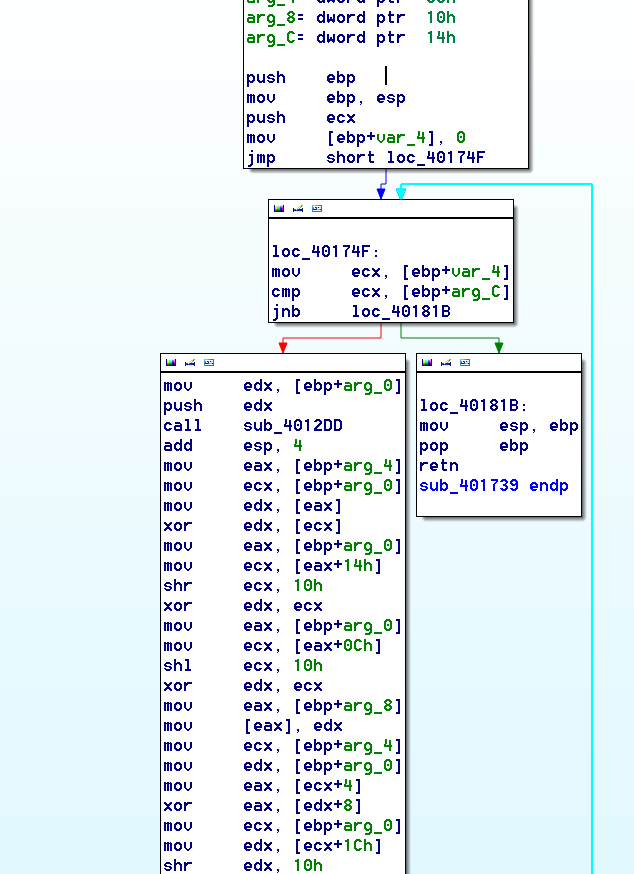 arg_8= dword ptr 10h
arg_C= dword ptr 14h
push ebp
mov ebp, esp
push ecx
mov [ebp+var_4], 0
jmp short loc_40174F
loc_40174F:
mov ecx, [ebp+var_4]
cmp ecx, [ebp+arg_C]
jnb loc_40181B
mov edx, [ebp+arg_0]
push edx
call sub_4012DD
add esp, 4
mov eax, [ebp+arg_4]
mov ecx, [ebp+arg_0]
mov edx, [eax]
xor edx, [ecx]
mov eax, [ebp+arg_0]
mov ecx, [eax+14h]
shr ecx, 10h
xor edx, ecx
mov eax, [ebp+arg_0]
mov ecx, [eax+0Ch]
shl ecx, 10h
xor edx, ecx
mov eax, [ebp+arg_8]
mov [eax], edx
mov ecx, [ebp+arg_4]
mov edx, [ebp+arg_0]
mov eax, [ecx+4]
xor eax, [edx+8]
mov ecx, [ebp+arg_0]
mov edx, [ecx+1Ch]
shr edx, 10h
loc_40181B:
mov esp, ebp
pop ebp
retn
sub_401739 endp